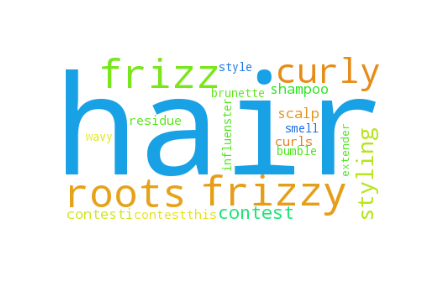 frizz
style
curly
hair
brunette
shampoo
wavy
residue
influenster
scalp
smell
curls
bumble
extender
styling
roots
frizzy
contesti
contestthis
contest